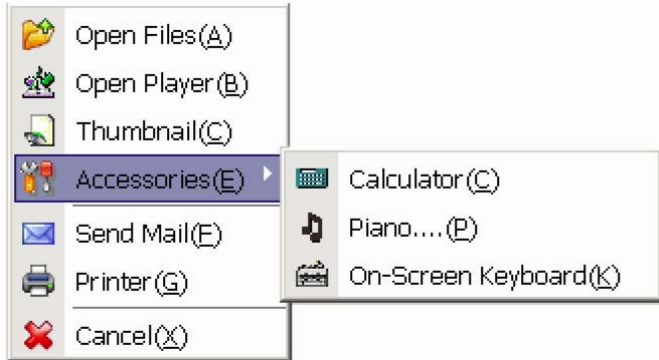 Open Files(A)
Open Player(B)
Thumbnail(C)
Accessories(E)
Calculator(C)
Piano....(P)
On-Screen Keyboard(K)
Send Mail(F)
Printer(G)
Cancel(X)